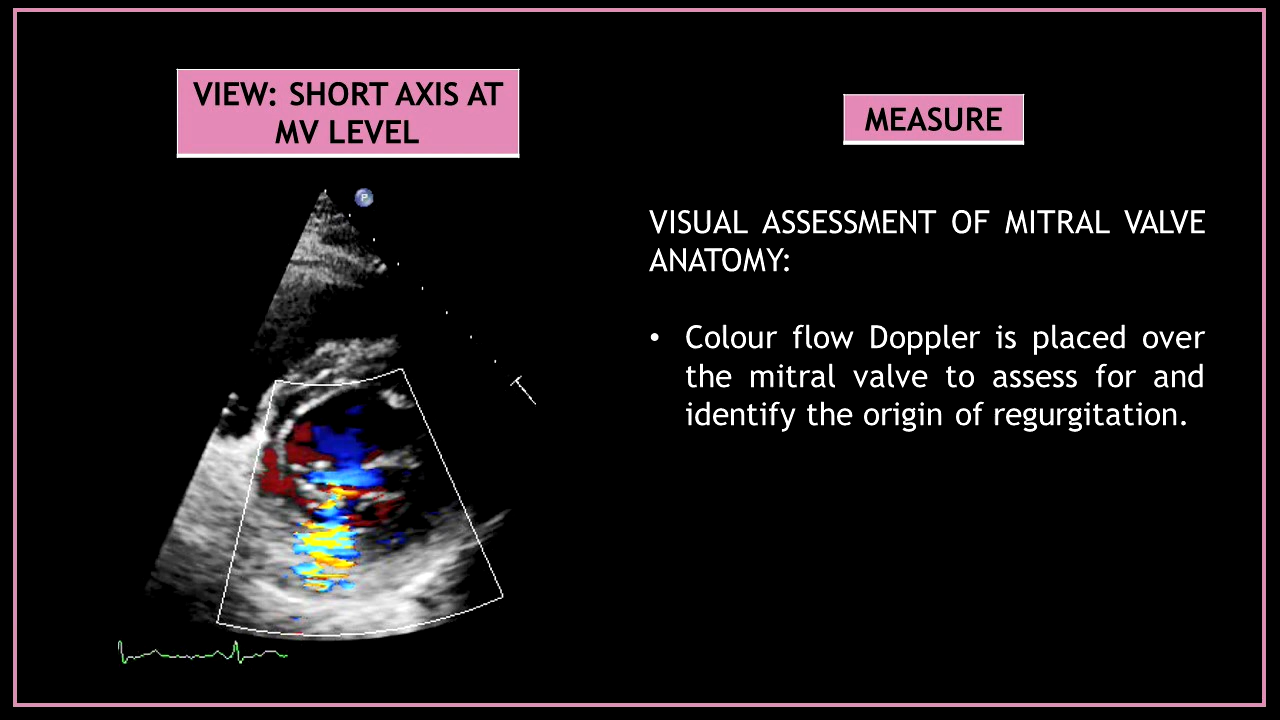 VIEW: SHORT AXIS AT
MV LEVEL
P
MEASURE
VISUAL ASSESSMENT OF MITRAL VALVE
ANATOMY:
• Colour flow Doppler is placed over
the mitral valve to assess for and
identify the origin of regurgitation.